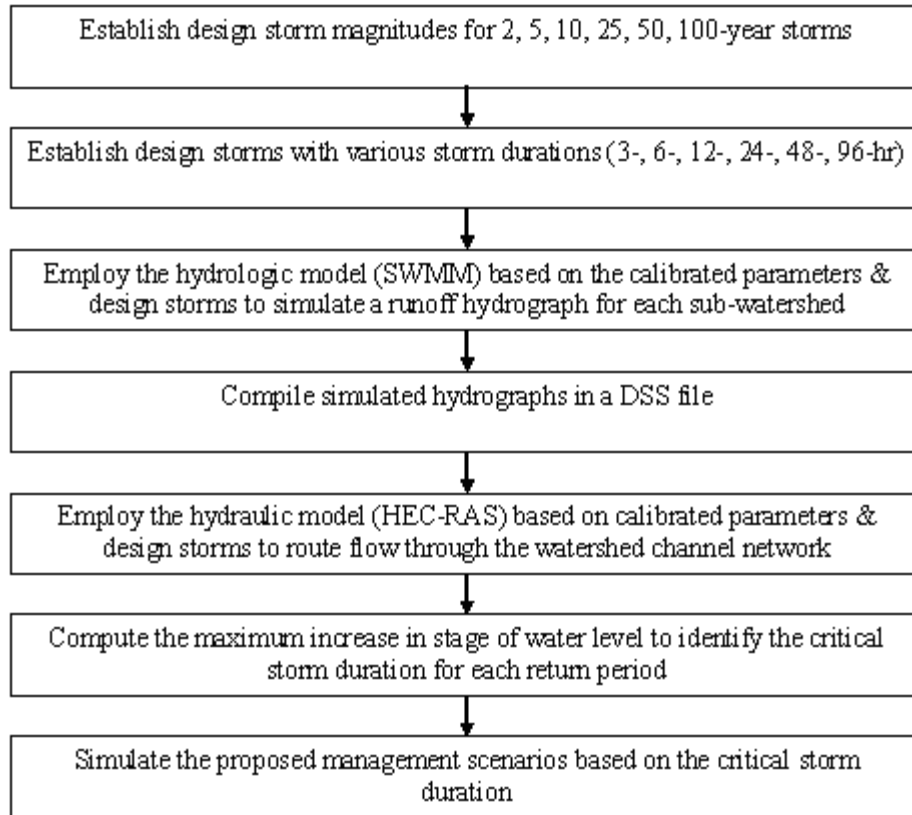 Establish design storm magnitudes for 2, 5, 10, 25, 50, 100-year storms
Establish design storms with various storm durations (3-, 6-, 12-, 24-, 48-, 96-hr)
Employ the hydrologic model (SWMM) based on the calibrated parameters &
design storms to simulate a runoff hydrograph for each sub-watershed
Compile simulated hydrographs in a DSS file
Employ the hydraulic model (HEC-RAS) based on calibrated parameters &
design storms to route flow through the watershed channel network
Compute the maximum increase in stage of water level to identify the critical
storm duration for each return period
Simulate the proposed management scenarios based on the critical storm
duration